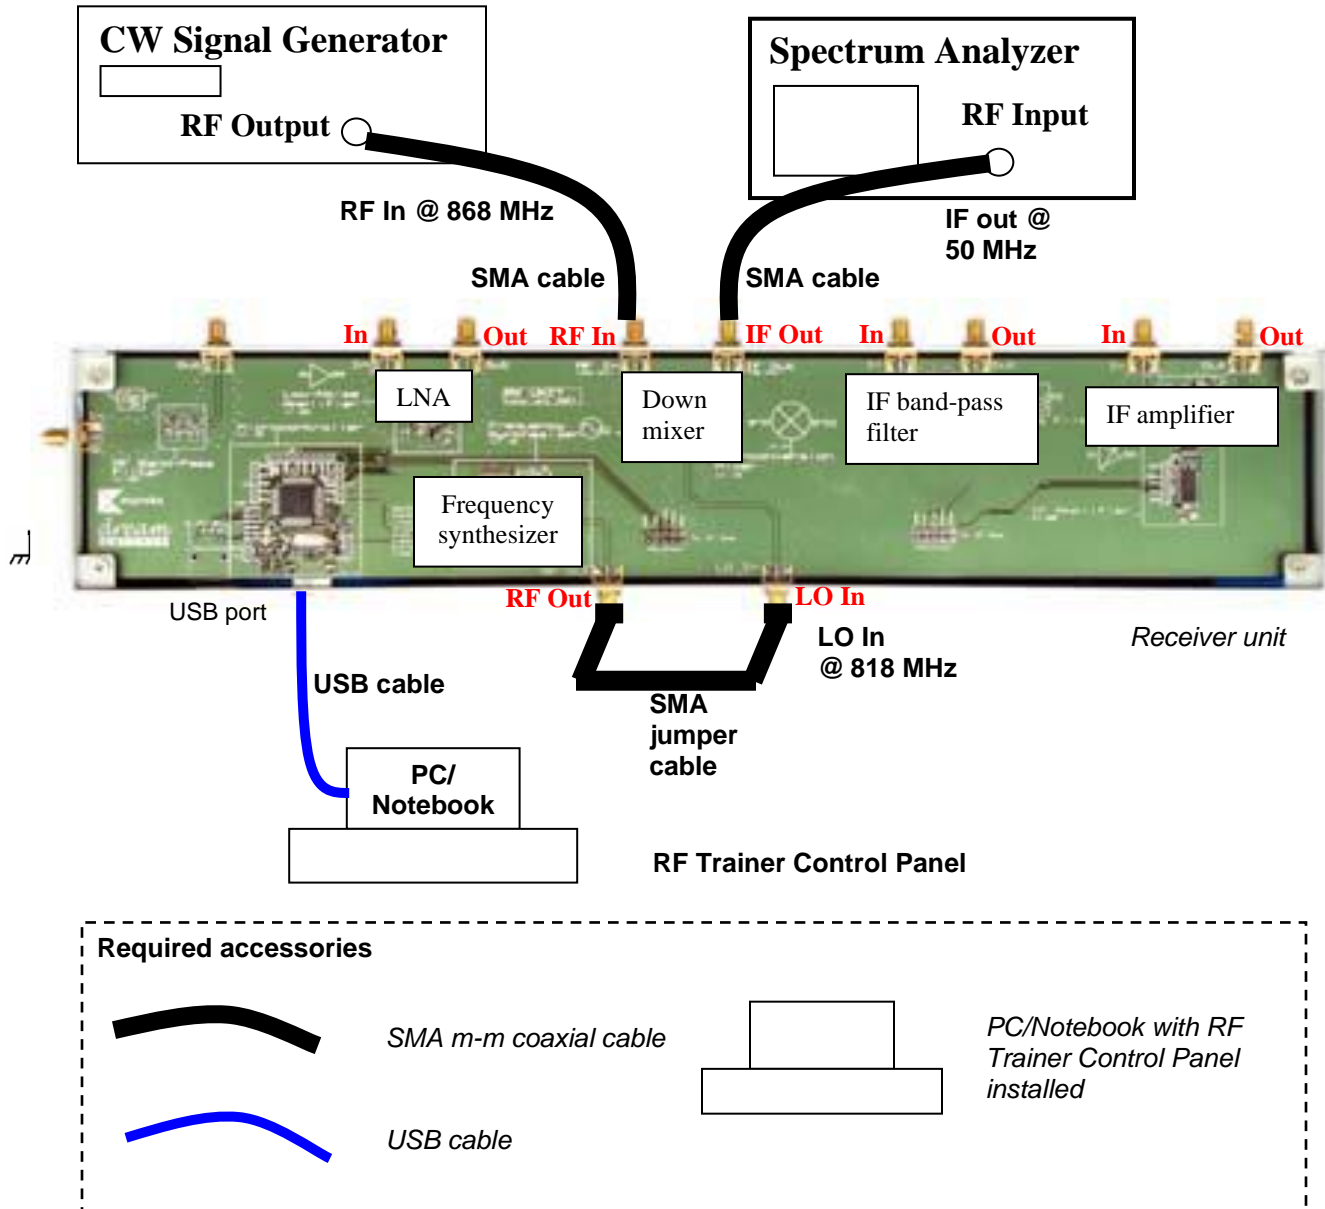 CW Signal Generator
RF Output
Spectrum Analyzer
RF Input
RF In @ 868 MHz
IF out @
50 MHz
SMA cable
SMA cable
In
Out
RF In
IF Out
In
Out
In
Out
LNA
Down
mixer
IF band-pass
filter
IF amplifier
Frequency
synthesizer
USB port
RF Out
LO In
LO In
@ 818 MHz
Receiver unit
USB cable
SMA
jumper
cable
PC/
Notebook
RF Trainer Control Panel
Required accessories
SMA m-m coaxial cable
PC/Notebook with RF
Trainer Control Panel
installed
USB cable